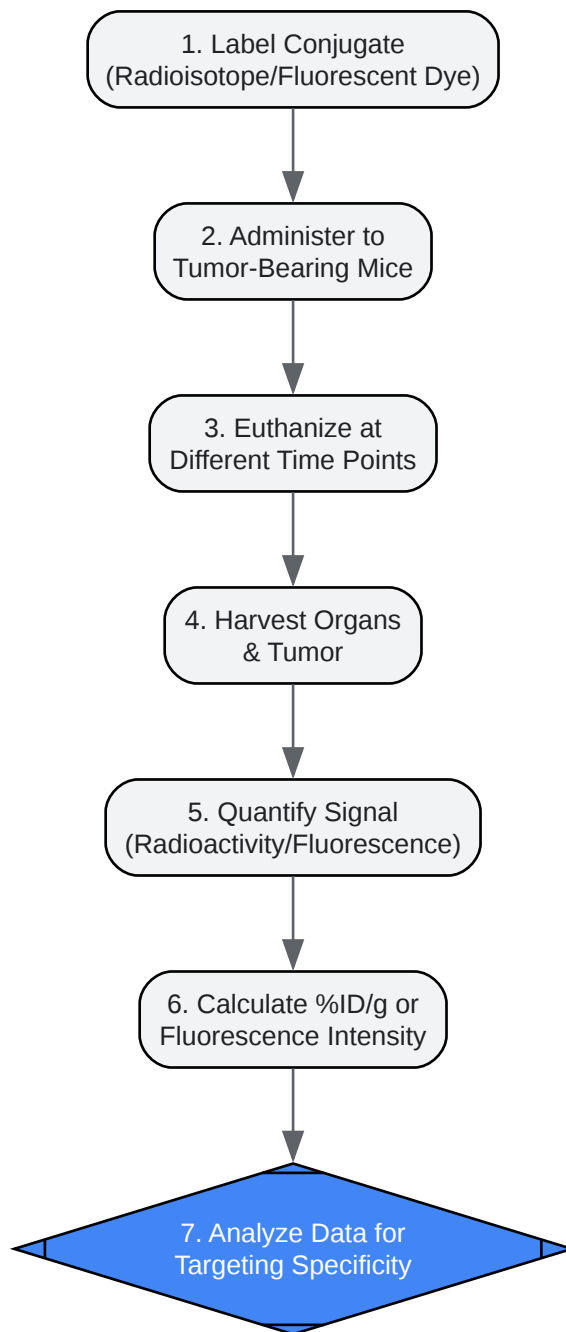 1. Label Conjugate
(Radioisotope/Fluorescent Dye)
2. Administer to
Tumor-Bearing Mice
3. Euthanize at
Different Time Points
4. Harvest Organs
& Tumor
5. Quantify Signal
(Radioactivity/Fluorescence)
6. Calculate %ID/g or
Fluorescence Intensity
7. Analyze Data for
Targeting Specificity